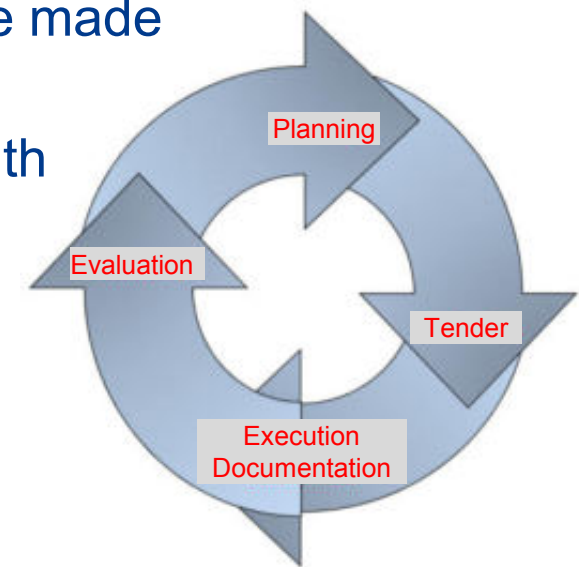 e made
th
Planning
Evaluation
Tender
Execution
Documentation